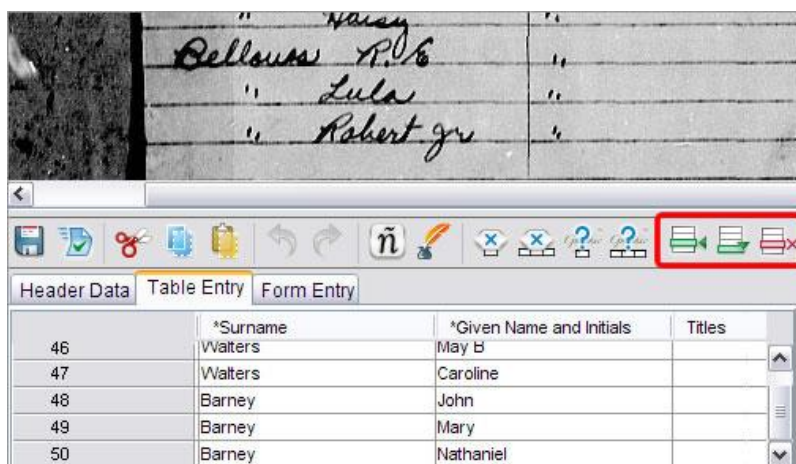 " Daisy "
Bellows R. E "
" Lula "
" Robert Jr "
ñ
Header Data Table Entry Form Entry
*Surname *Given Name and Initials Titles
46 Walters May B
47 Walters Caroline
48 Barney John
49 Barney Mary
50 Barney Nathaniel